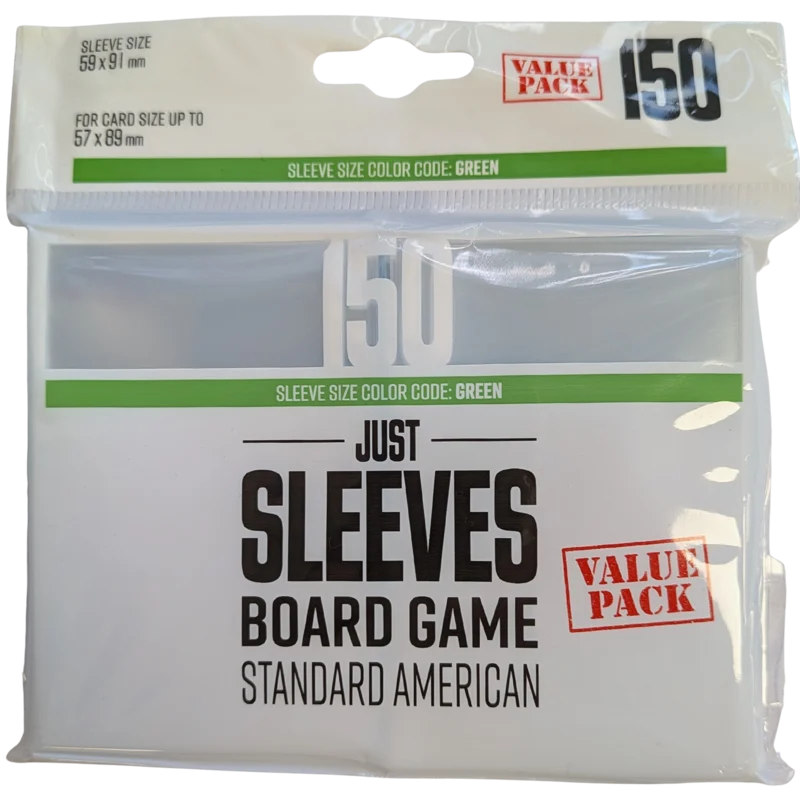 SLEEVE SIZE
59 x 91 mm
FOR CARD SIZE UP TO
57 x 89 mm
VALUE
PACK
150
SLEEVE SIZE COLOR CODE: GREEN
150
SLEEVE SIZE COLOR CODE: GREEN
JUST
SLEEVES
BOARD GAME
STANDARD AMERICAN
VALUE
PACK